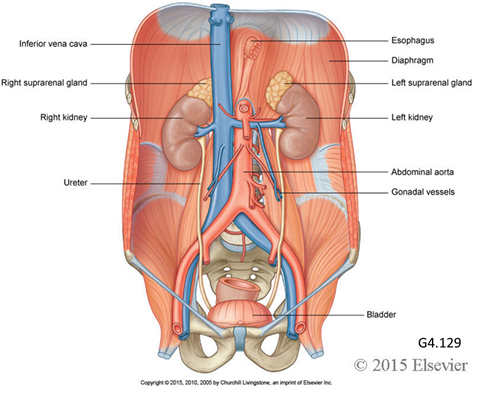 Inferior vena cava
Esophagus
Diaphragm
Right suprarenal gland
Left suprarenal gland
Right kidney
Left kidney
Abdominal aorta
Ureter
Gonadal vessels
Bladder
G4.129
© 2015 Elsevier
Copyright © 2015, 2010, 2005 by Churchill Livingstone, an imprint of Elsevier Inc.